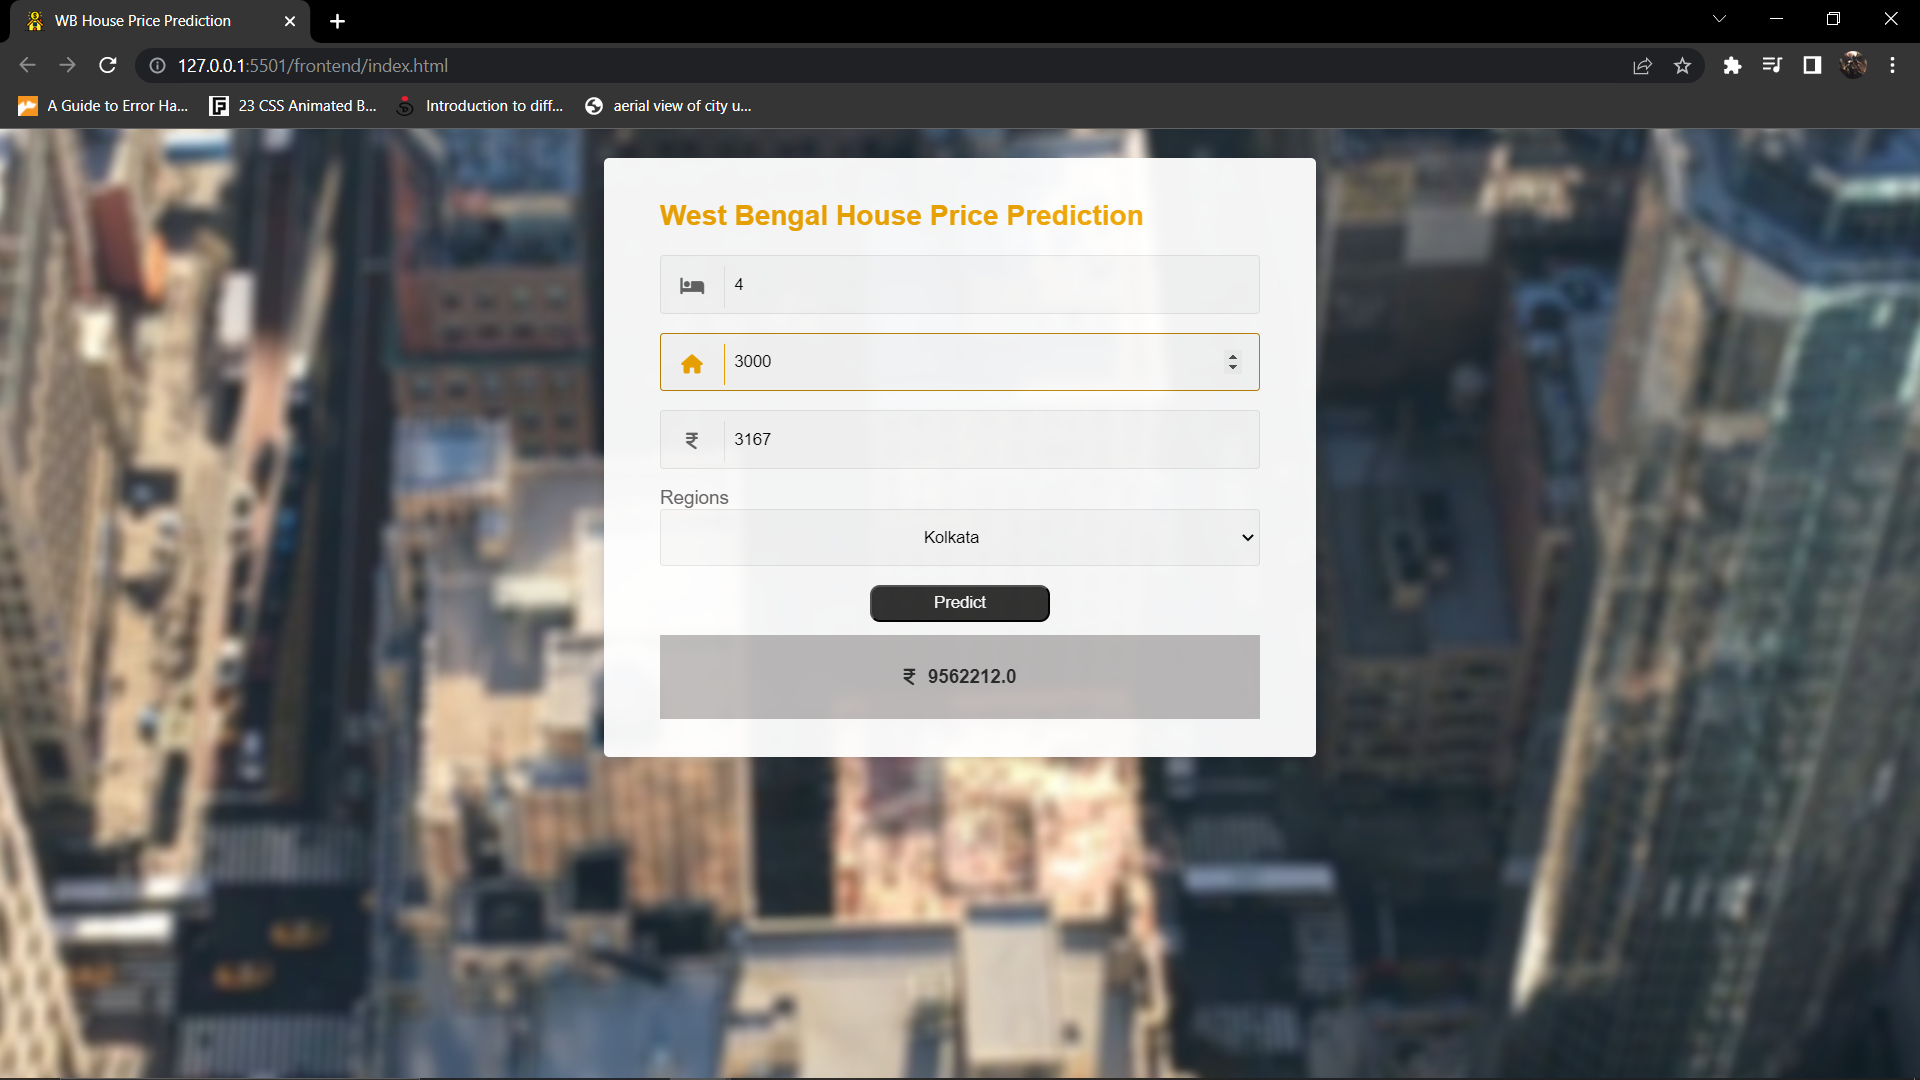 WB House Price Prediction
127.0.0.1:5501/frontend/index.html
A Guide to Error Ha...
23 CSS Animated B...
Introduction to diff...
aerial view of city u...
West Bengal House Price Prediction
4
3000
₹ 3167
Regions
Kolkata
Predict
₹ 9562212.0